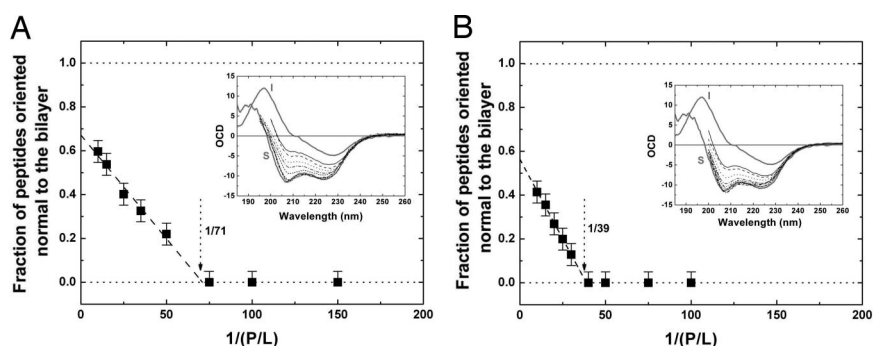 A
Fraction of peptides oriented
normal to the bilayer
1.0
0.8
0.6
0.4
0.2
0.0
0
50
100
150
200
1/(P/L)
1/71
OCD
15
10
5
0
-5
-10
-15
190 200 210 220 230 240 250 260
Wavelength (nm)
I
S
B
Fraction of peptides oriented
normal to the bilayer
1.0
0.8
0.6
0.4
0.2
0.0
0
50
100
150
200
1/(P/L)
1/39
OCD
15
10
5
0
-5
-10
-15
190 200 210 220 230 240 250 260
Wavelength (nm)
I
S